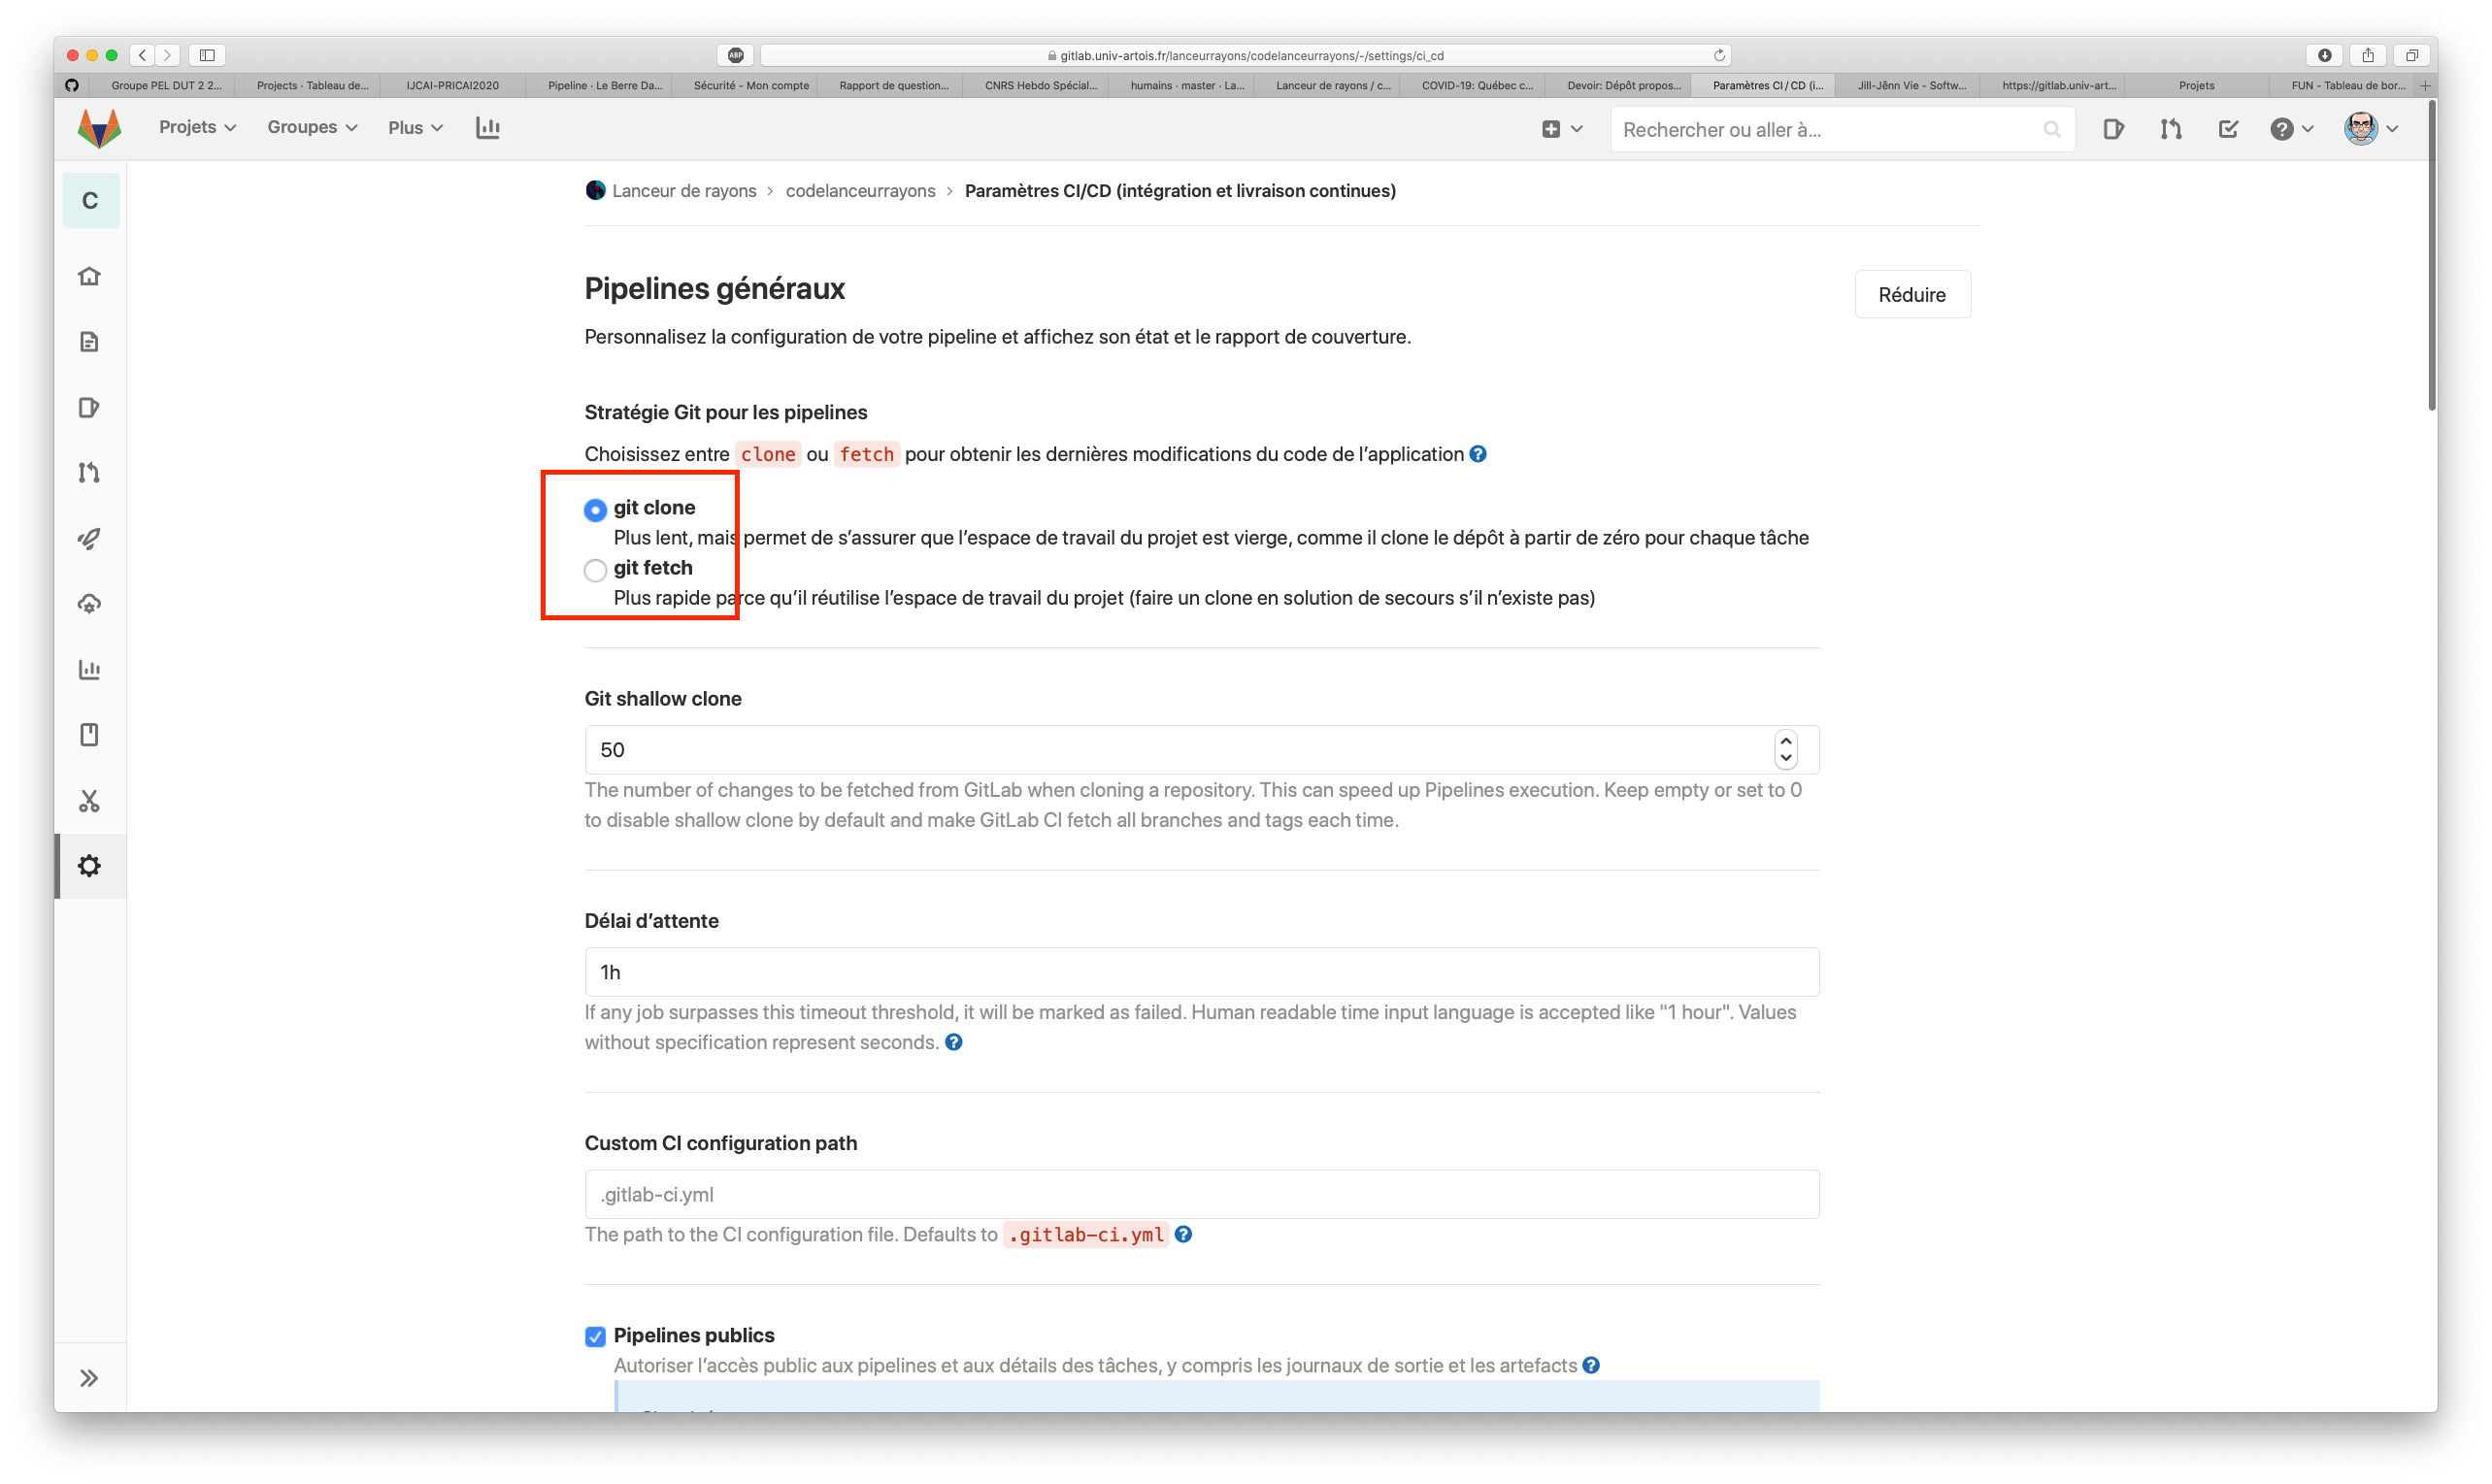 ABP
gitlab.univ-artois.fr/lanceurrayons/codelanceurrayons/-/settings/ci_cd
Groupe PEL DUT 2 2...
Projects · Tableau de...
IJCAI-PRICAI2020
Pipeline · Le Berre Da...
Sécurité - Mon compte
Rapport de question...
CNRS Hebdo Spécial...
humains · master · La...
Lanceur de rayons / c...
COVID-19: Québec c...
Devoir: Dépôt propos...
Paramètres CI / CD (i...
Jill-Jênn Vie - Softw...
https://gitlab.univ-art...
Projets
FUN - Tableau de bor...
Projets
Groupes
Plus
Rechercher ou aller à...
C
Lanceur de rayons › codelanceurrayons › Paramètres CI/CD (intégration et livraison continues)
Pipelines généraux
Réduire
Personnalisez la configuration de votre pipeline et affichez son état et le rapport de couverture.
Stratégie Git pour les pipelines
Choisissez entre clone ou fetch pour obtenir les dernières modifications du code de l’application
git clone
Plus lent, mais permet de s’assurer que l’espace de travail du projet est vierge, comme il clone le dépôt à partir de zéro pour chaque tâche
git fetch
Plus rapide parce qu’il réutilise l’espace de travail du projet (faire un clone en solution de secours s’il n’existe pas)
Git shallow clone
50
The number of changes to be fetched from GitLab when cloning a repository. This can speed up Pipelines execution. Keep empty or set to 0
to disable shallow clone by default and make GitLab CI fetch all branches and tags each time.
Délai d’attente
1h
If any job surpasses this timeout threshold, it will be marked as failed. Human readable time input language is accepted like "1 hour". Values
without specification represent seconds.
Custom CI configuration path
.gitlab-ci.yml
The path to the CI configuration file. Defaults to .gitlab-ci.yml
Pipelines publics
Autoriser l’accès public aux pipelines et aux détails des tâches, y compris les journaux de sortie et les artefacts